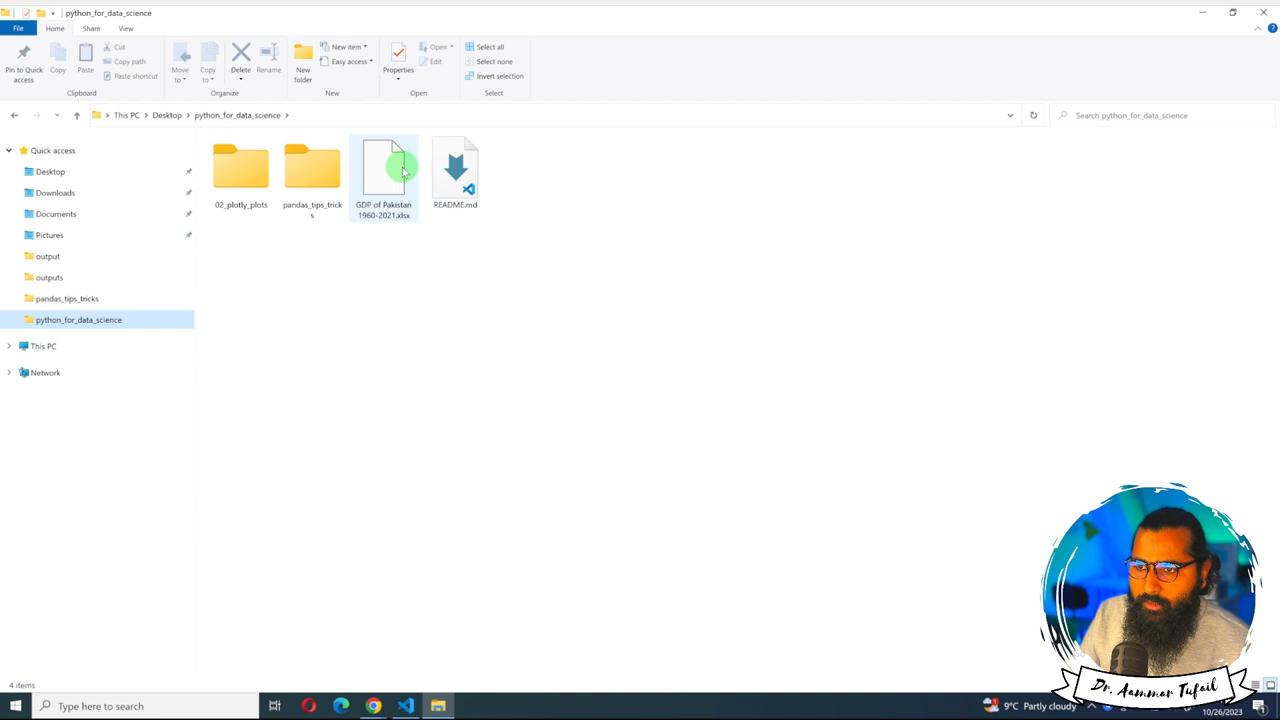 python_for_data_science
File
Home
Share
View
Pin to Quick
access
Copy
Paste
Cut
Copy path
Paste shortcut
Clipboard
Move
to
Copy
to
Delete
Rename
Organize
New
folder
New item
Easy access
New
Properties
Open
Edit
Open
Select all
Select none
Invert selection
Select
This PC
Desktop
python_for_data_science
Search python_for_data_science
Quick access
Desktop
Downloads
Documents
Pictures
output
outputs
pandas_tips_tricks
python_for_data_science
This PC
Network
02_plotly_plots
pandas_tips_trick
s
GDP of Pakistan
1960-2021.xlsx
README.md
4 items
Dr. Aammar Tufail
Type here to search
9°C Partly cloudy
10/26/2023